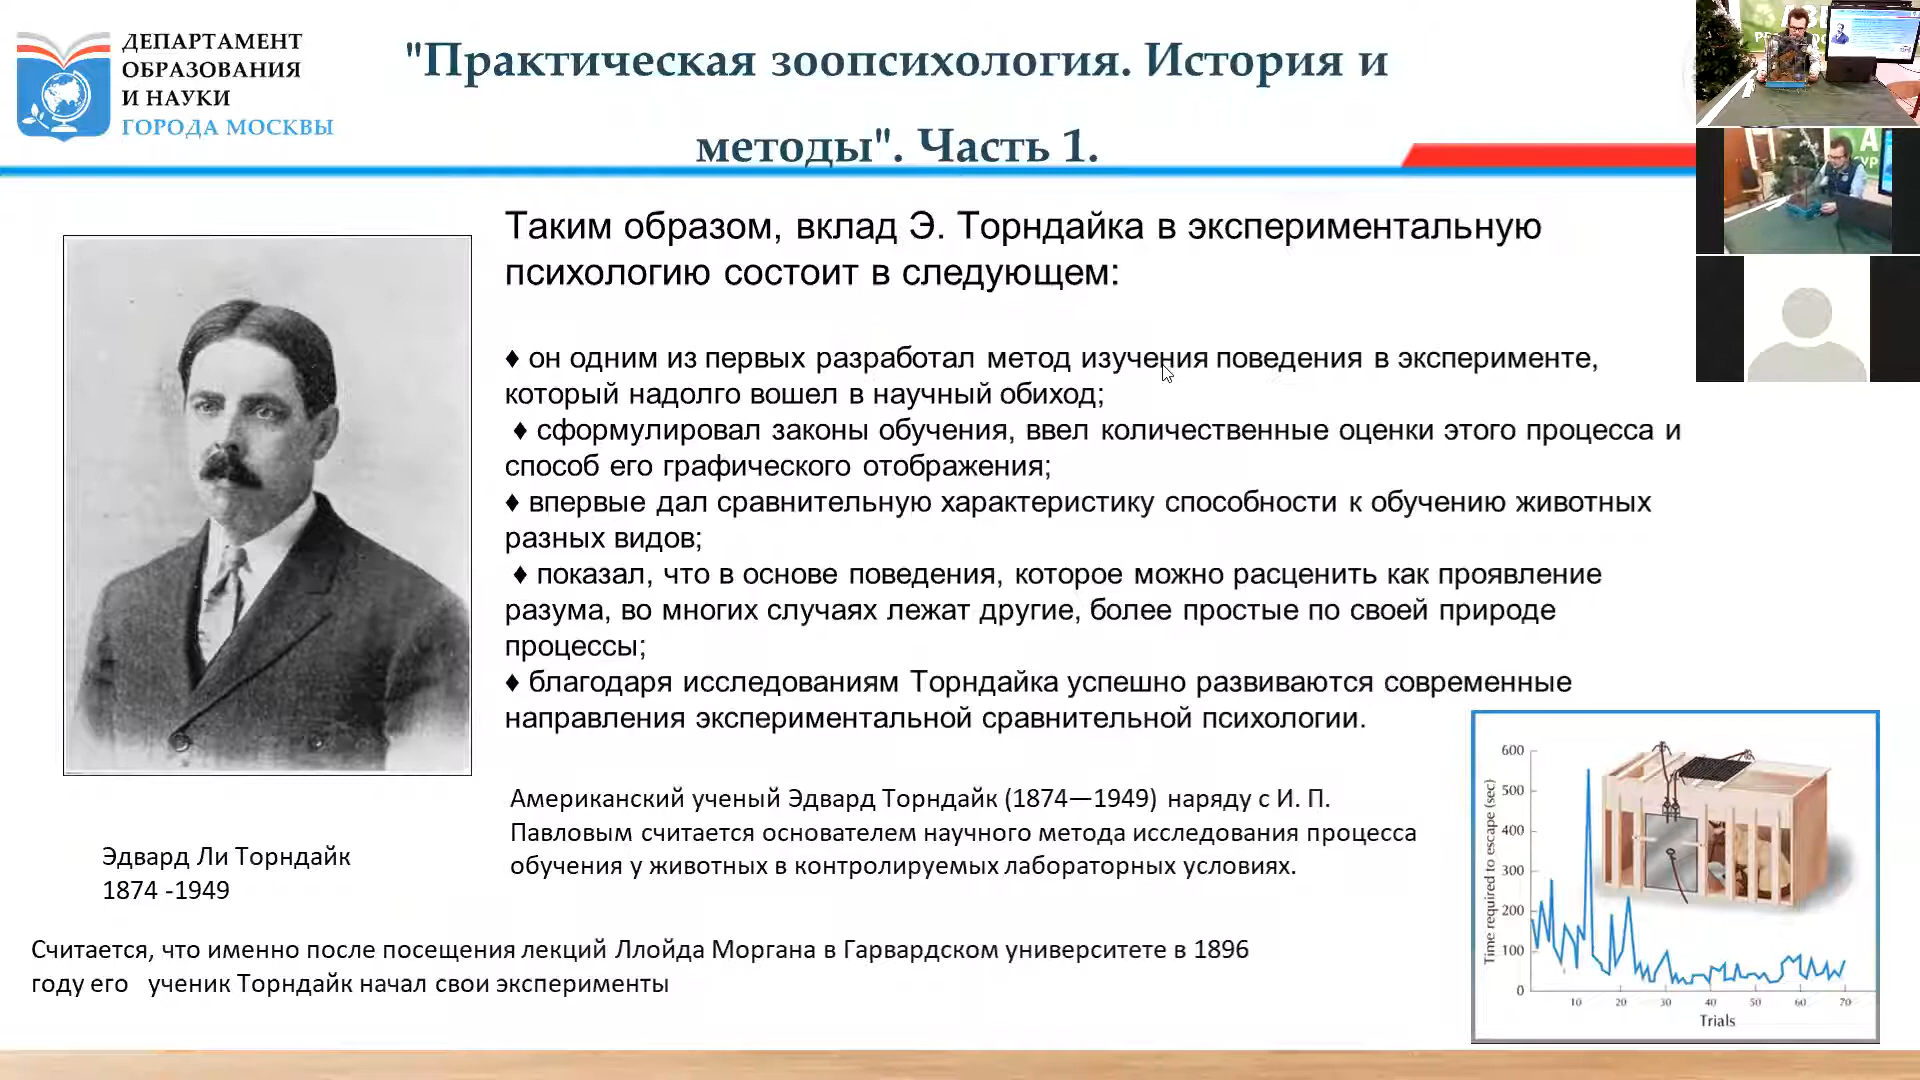 ДЕПАРТАМЕНТ
ОБРАЗОВАНИЯ
И НАУКИ
ГОРОДА МОСКВЫ
"Практическая зоопсихология. История и
методы". Часть 1.
Таким образом, вклад Э. Торндайка в экспериментальную
психологию состоит в следующем:
♦ он одним из первых разработал метод изучения поведения в эксперименте,
который надолго вошел в научный обиход;
♦ сформулировал законы обучения, ввел количественные оценки этого процесса и
способ его графического отображения;
♦ впервые дал сравнительную характеристику способности к обучению животных
разных видов;
♦ показал, что в основе поведения, которое можно расценить как проявление
разума, во многих случаях лежат другие, более простые по своей природе
процессы;
♦ благодаря исследованиям Торндайка успешно развиваются современные
направления экспериментальной сравнительной психологии.
Американский ученый Эдвард Торндайк (1874—1949) наряду с И. П.
Павловым считается основателем научного метода исследования процесса
обучения у животных в контролируемых лабораторных условиях.
Эдвард Ли Торндайк
1874 -1949
Считается, что именно после посещения лекций Ллойда Моргана в Гарвардском университете в 1896
году его ученик Торндайк начал свои эксперименты
Time required to escape (sec)
600
500
400
300
200
100
0
10 20 30 40 50 60 70
Trials